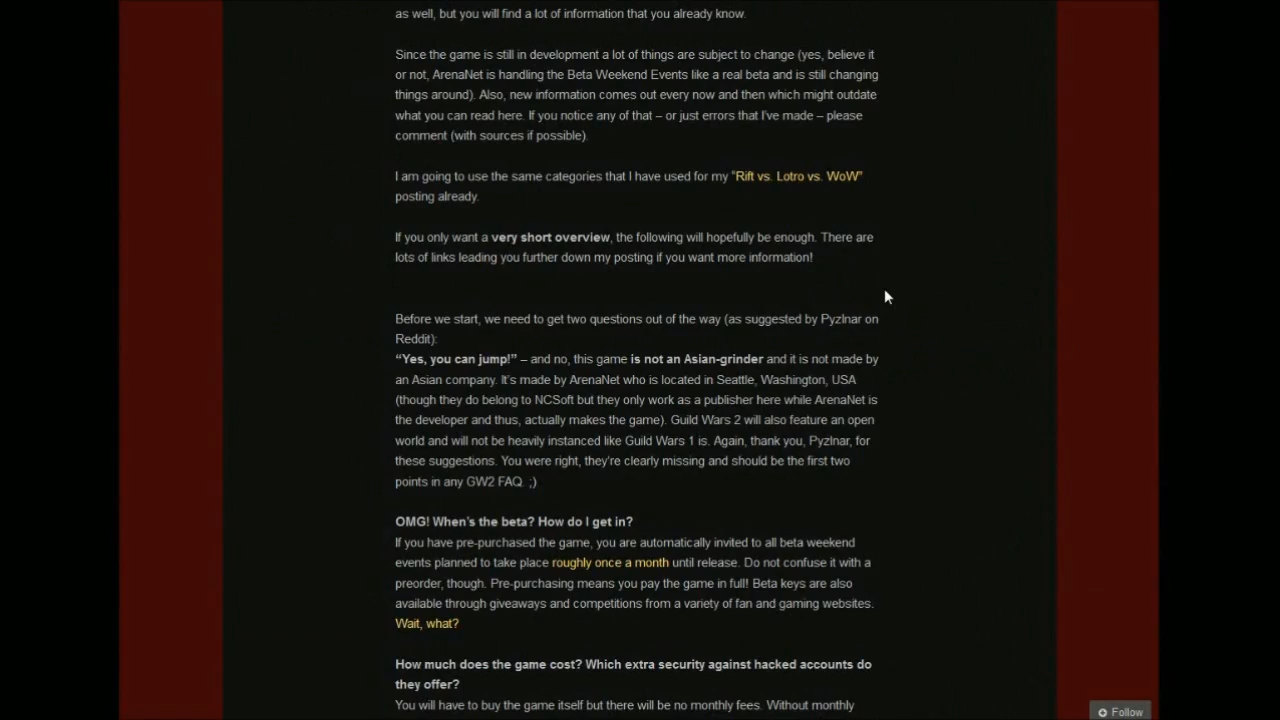 as well, but you will find a lot of information that you already know.
Since the game is still in development a lot of things are subject to change (yes, believe it
or not, ArenaNet is handling the Beta Weekend Events like a real beta and is still changing
things around). Also, new information comes out every now and then which might outdate
what you can read here. If you notice any of that – or just errors that I've made – please
comment (with sources if possible).
I am going to use the same categories that I have used for my "Rift vs. Lotro vs. WoW"
posting already.
If you only want a very short overview, the following will hopefully be enough. There are
lots of links leading you further down my posting if you want more information!
Before we start, we need to get two questions out of the way (as suggested by Pyzlnar on
Reddit):
“Yes, you can jump!” – and no, this game is not an Asian-grinder and it is not made by
an Asian company. It's made by ArenaNet who is located in Seattle, Washington, USA
(though they do belong to NCSoft but they only work as a publisher here while ArenaNet is
the developer and thus, actually makes the game). Guild Wars 2 will also feature an open
world and will not be heavily instanced like Guild Wars 1 is. Again, thank you, Pyzlnar, for
these suggestions. You were right, they're clearly missing and should be the first two
points in any GW2 FAQ. ;)
OMG! When's the beta? How do I get in?
If you have pre-purchased the game, you are automatically invited to all beta weekend
events planned to take place roughly once a month until release. Do not confuse it with a
preorder, though. Pre-purchasing means you pay the game in full! Beta keys are also
available through giveaways and competitions from a variety of fan and gaming websites.
Wait, what?
How much does the game cost? Which extra security against hacked accounts do
they offer?
You will have to buy the game itself but there will be no monthly fees. Without monthly
Follow